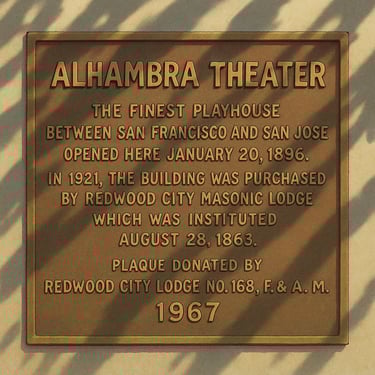 ALHAMBRA THEATER
THE FINEST PLAYHOUSE
BETWEEN SAN FRANCISCO AND SAN JOSE
OPENED HERE JANUARY 20, 1896.
IN 1921, THE BUILDING WAS PURCHASED
BY REDWOOD CITY MASONIC LODGE
WHICH WAS INSTITUTED
AUGUST 28, 1863.
PLAQUE DONATED BY
REDWOOD CITY LODGE NO. 168, F. & A. M.
1967